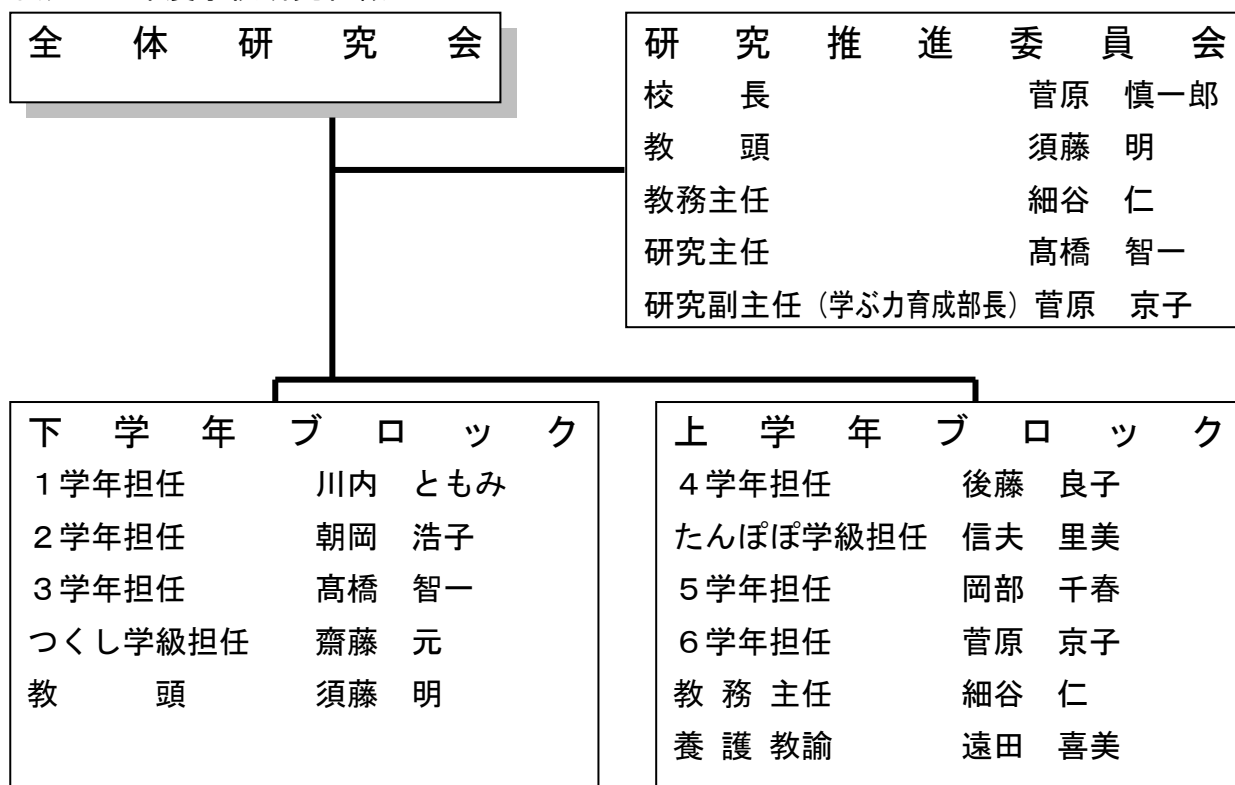 全体研究会
研究推進委員会
校長 菅原 慎一郎
教頭 須藤 明
教務主任 細谷 仁
研究主任 髙橋 智一
研究副主任（学ぶ力育成部長）菅原 京子
下学年ブロック
１学年担任 川内 ともみ
２学年担任 朝岡 浩子
３学年担任 髙橋 智一
つくし学級担任 齋藤 元
教頭 須藤 明
上学年ブロック
４学年担任 後藤 良子
たんぽぽ学級担任 信夫 里美
５学年担任 岡部 千春
６学年担任 菅原 京子
教務主任 細谷 仁
養護教諭 遠田 喜美